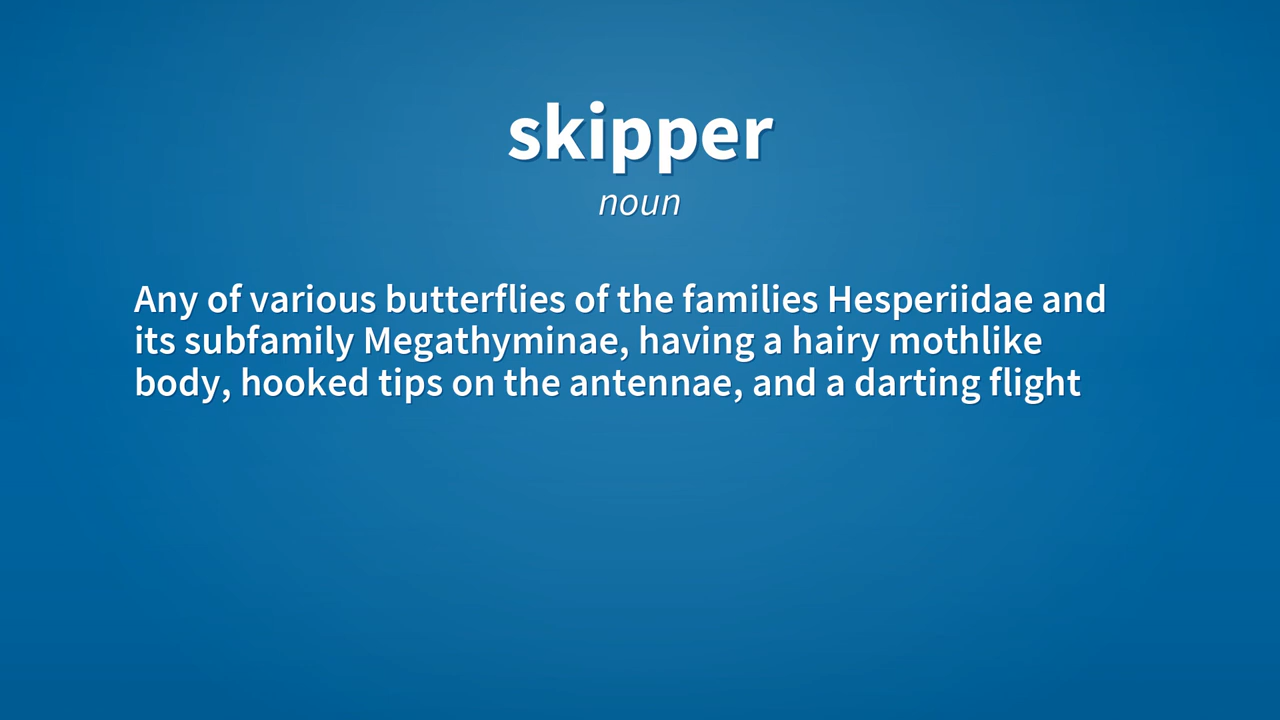 skipper
noun
Any of various butterflies of the families Hesperiidae and
its subfamily Megathyminae, having a hairy mothlike
body, hooked tips on the antennae, and a darting flight